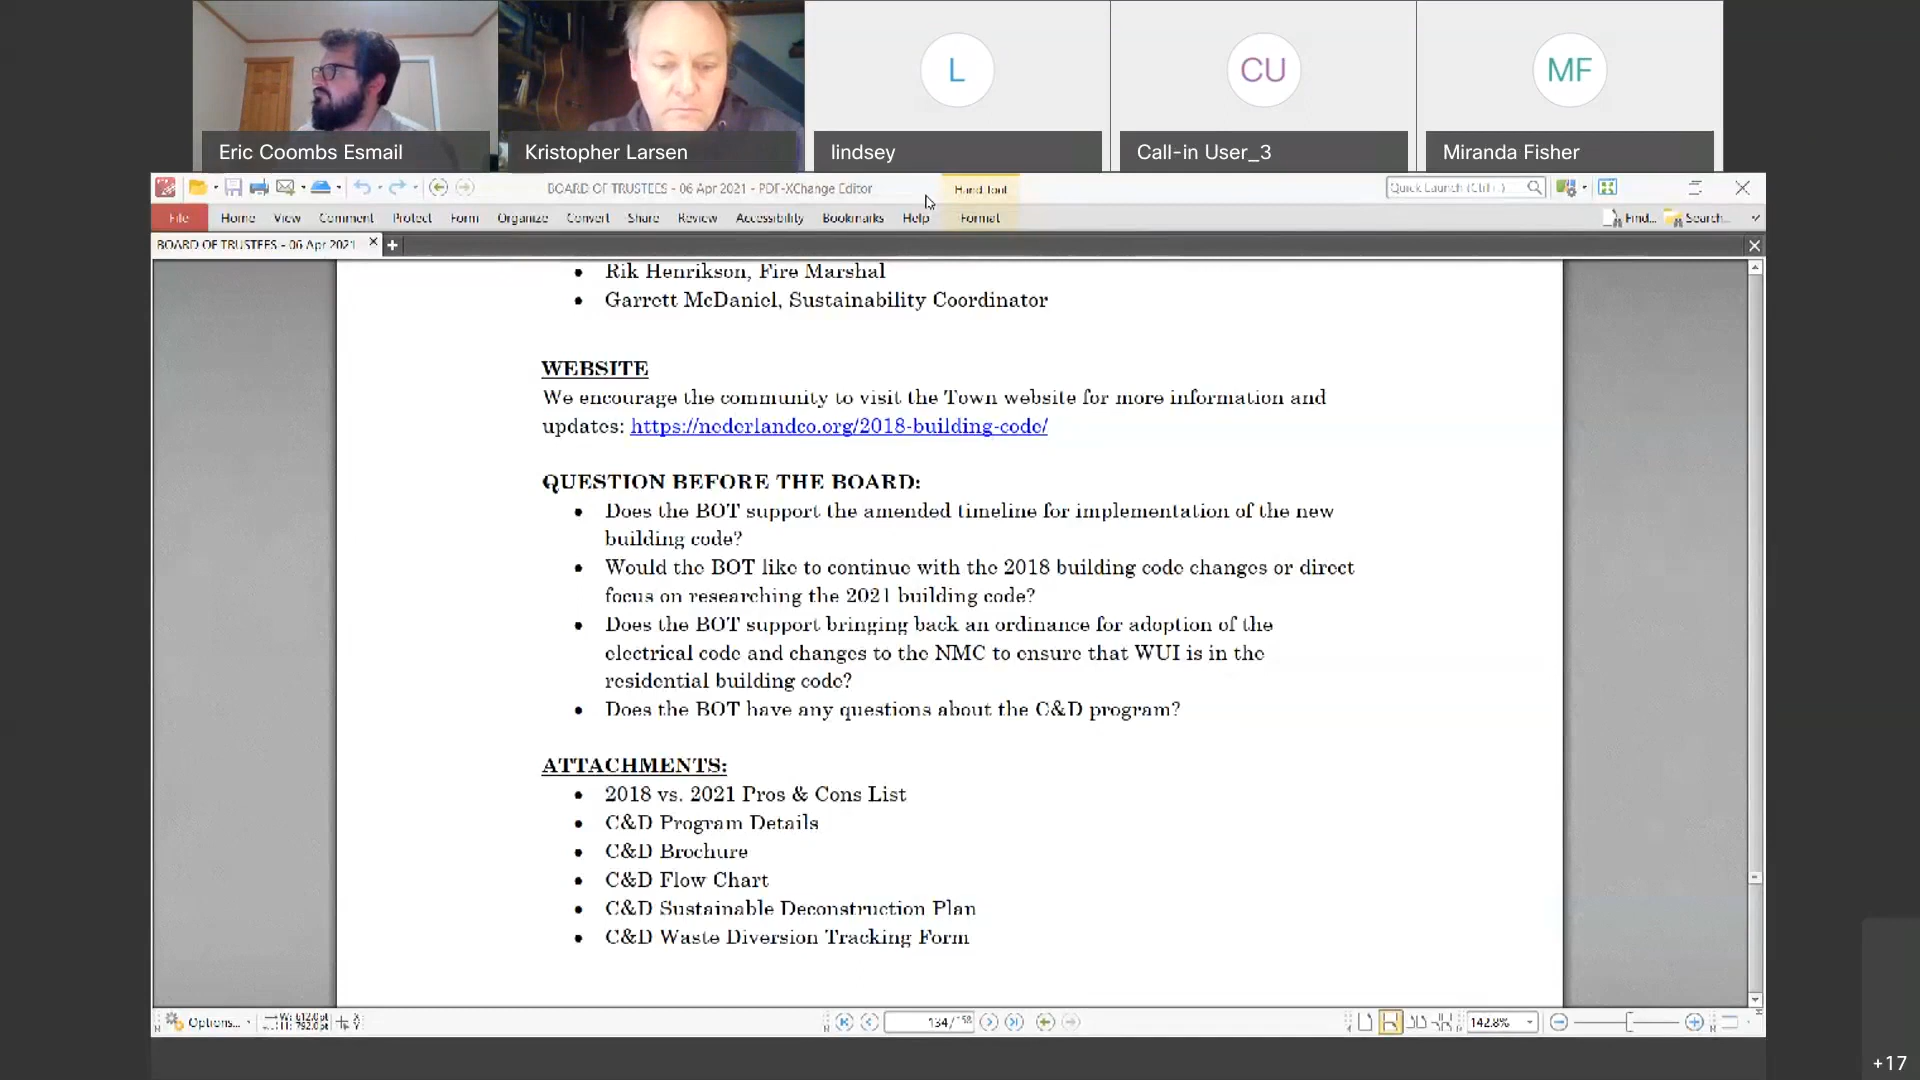 L
CU
MF
Eric Coombs Esmail
Kristopher Larsen
lindsey
Call-in User_3
Miranda Fisher
BOARD OF TRUSTEES - 06 Apr 2021 - PDF-XChange Editor
Hand Tool
Quick Launch (Ctrl+.)
File
Home
View
Comment
Protect
Form
Organize
Convert
Share
Review
Accessibility
Bookmarks
Help
Format
Find...
Search...
BOARD OF TRUSTEES - 06 Apr 2021
• Rik Henrikson, Fire Marshal
• Garrett McDaniel, Sustainability Coordinator
WEBSITE
We encourage the community to visit the Town website for more information and
updates: https://nederlandco.org/2018-building-code/
QUESTION BEFORE THE BOARD:
• Does the BOT support the amended timeline for implementation of the new
building code?
• Would the BOT like to continue with the 2018 building code changes or direct
focus on researching the 2021 building code?
• Does the BOT support bringing back an ordinance for adoption of the
electrical code and changes to the NMC to ensure that WUI is in the
residential building code?
• Does the BOT have any questions about the C&D program?
ATTACHMENTS:
• 2018 vs. 2021 Pros & Cons List
• C&D Program Details
• C&D Brochure
• C&D Flow Chart
• C&D Sustainable Deconstruction Plan
• C&D Waste Diversion Tracking Form
Options...
W: 612.0pt
H: 792.0pt
X
Y
134 / 158
142.8%
+17